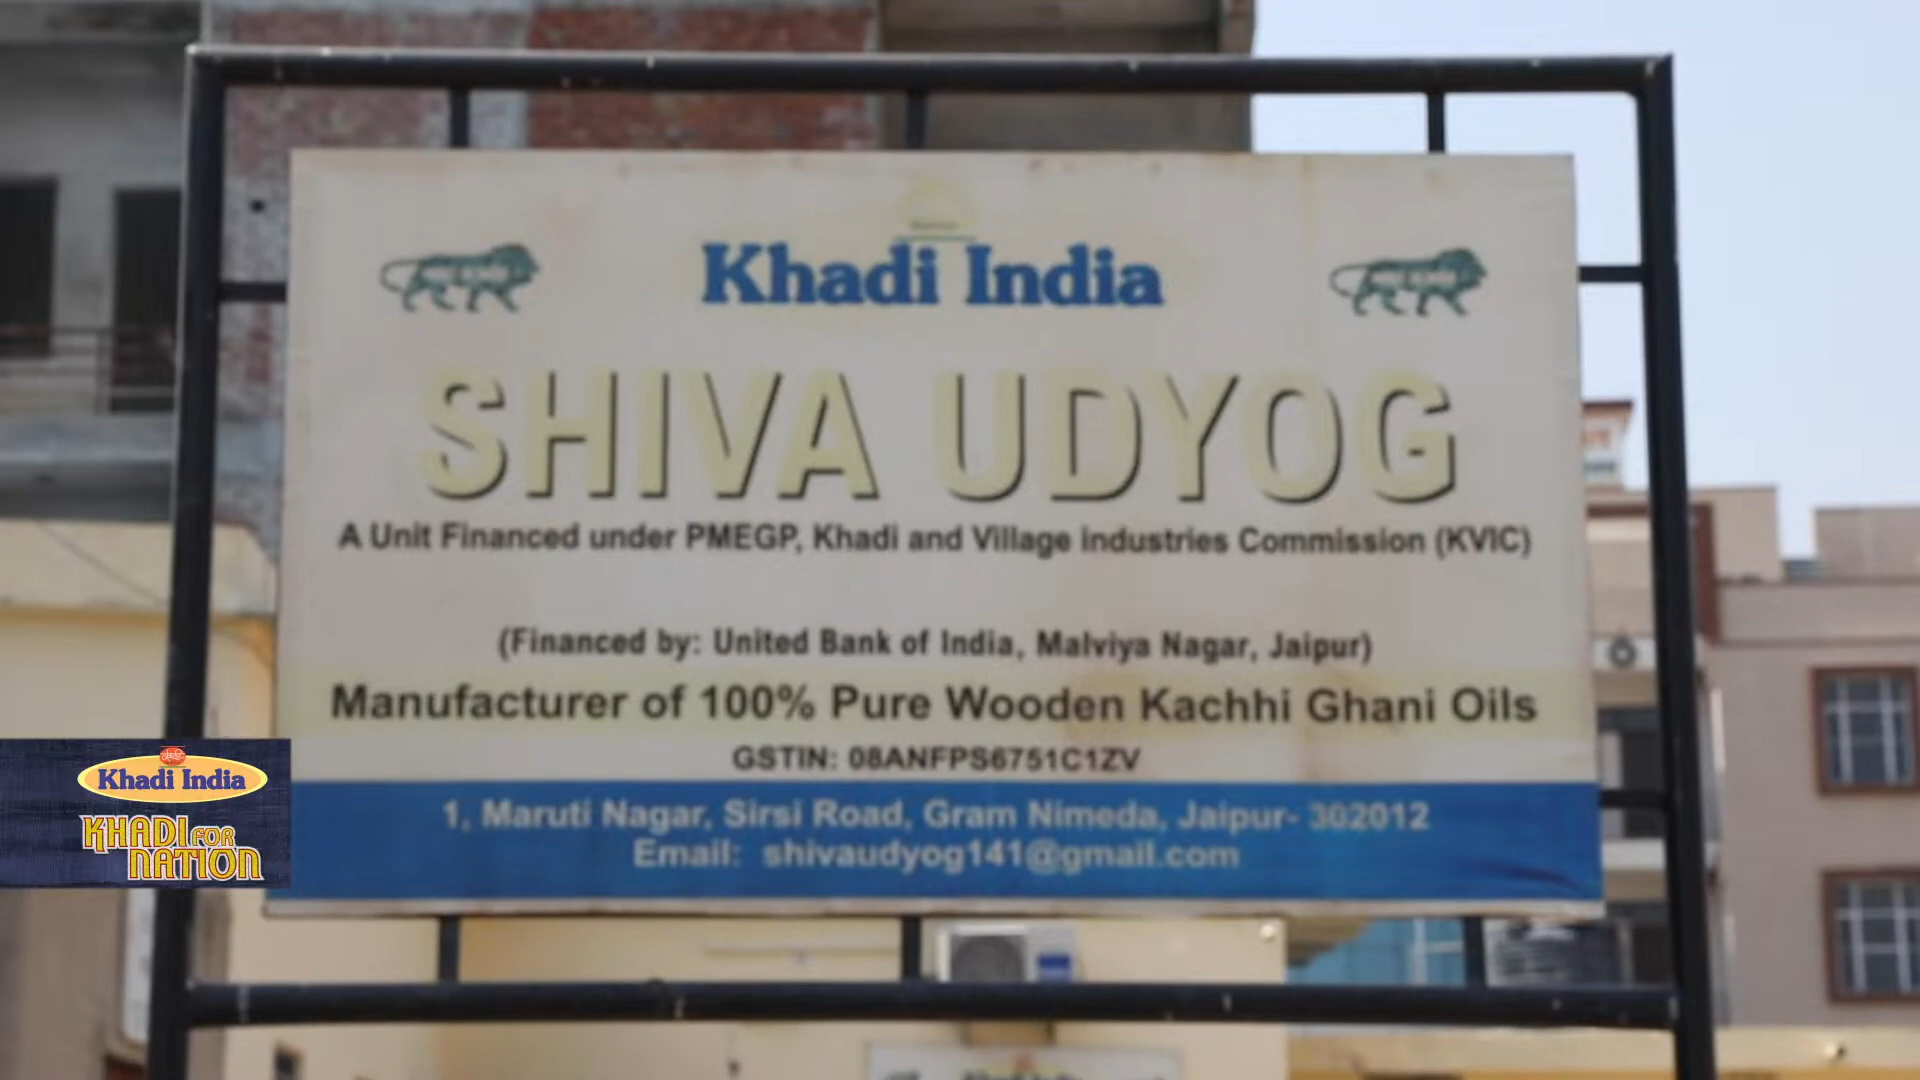 Khadi India
SHIVA UDYOG
A Unit Financed under PMEGP, Khadi and Village industries Commission (KVIC)
(Financed by: United Bank of India, Malviya Nagar, Jaipur)
Manufacturer of 100% Pure Wooden Kachhi Ghani Oils
GSTIN: 08ANFPS6751C1ZV
1, Maruti Nagar, Sirsi Road, Gram Nimeda, Jaipur- 302012
Email: shivaudyog141@gmail.com
Khadi India
KHADI FOR
NATION
Khadi India